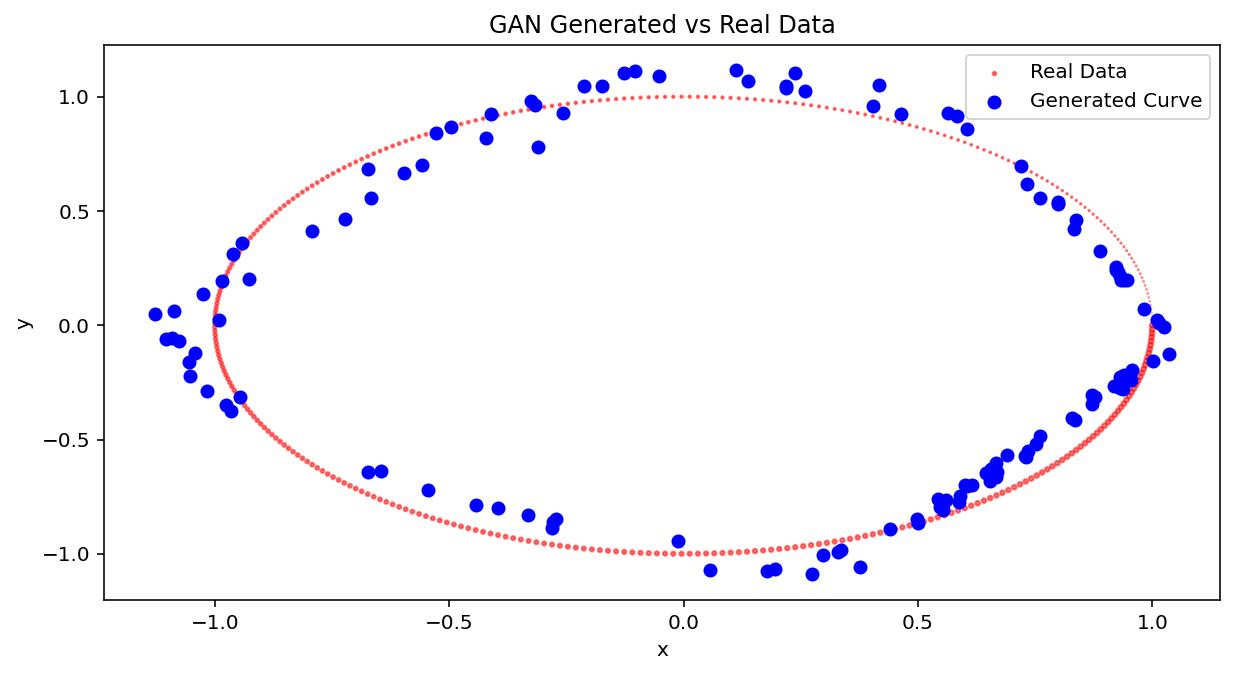 GAN Generated vs Real Data
Real Data
Generated Curve
1.0
0.5
0.0
−0.5
−1.0
y
−1.0 −0.5 0.0 0.5 1.0
x